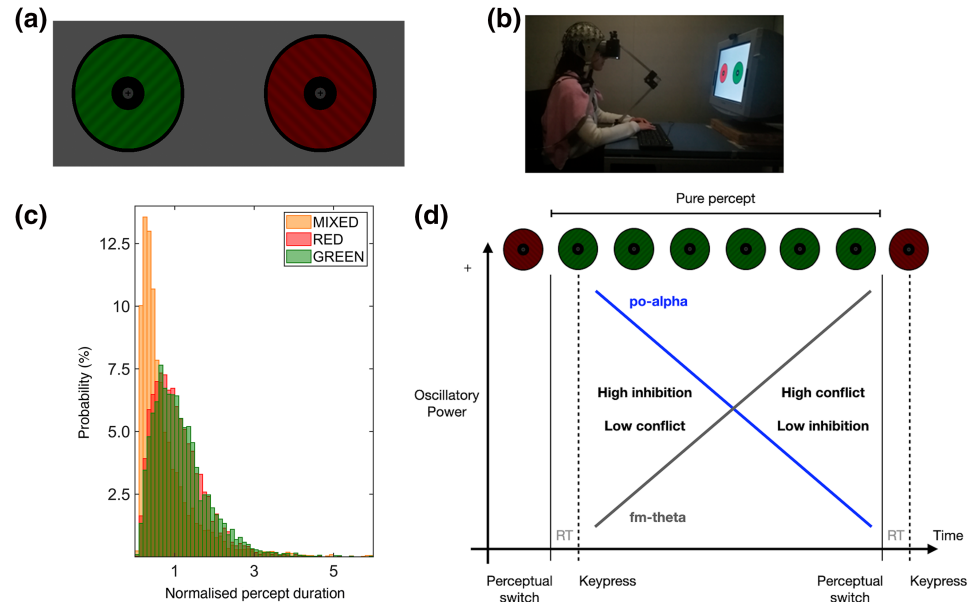 (a)
(b)
(c)
12.5
10
7.5
5.0
2.5
Probability (%)
MIXED
RED
GREEN
1
3
5
Normalised percept duration
(d)
Pure percept
+
Oscillatory
Power
po-alpha
High inhibition
Low conflict
High conflict
Low inhibition
fm-theta
RT
RT
Time
Perceptual
switch
Keypress
Perceptual
switch
Keypress